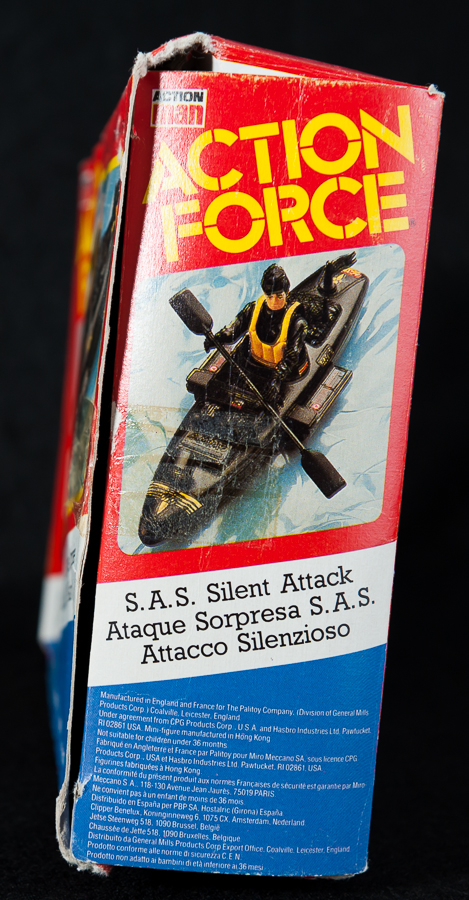 ACTION
man
ACTION
FORCE
S.A.S. Silent Attack
Ataque Sorpresa S.A.S.
Attacco Silenzioso
Manufactured in England and France for The Palitoy Company, (Division of General Mills
Products Corp.) Coalville, Leicester, England.
Under agreement from CPG Products Corp., U.S.A. and Hasbro Industries Ltd. Pawtucket,
RI 02861 USA. Mini-figure manufactured in Hong Kong
Not suitable for children under 36 months
Fabriqué en Angleterre et France par Palitoy pour Miro Meccano SA. sous licence CPG
Products Corp., USA et Hasbro Industries Ltd. Pawtucket, RI 02861, USA.
Figurines fabriquées à Hong Kong.
La conformité du présent produit aux normes Françaises de sécurité est garantie par Miro
Meccano S.A., 118-130 Avenue Jean Jaurès, 75019 PARIS.
Ne convient pas à un enfant de moins de 36 mois.
Distribuido en España per PBP SA. Hostalric (Girona) España
Clipper Benelux, Koninginneweg 6, 1075 CX. Amsterdam, Nederland.
Jetse Steenweg 518, 1090 Brussel, België
Chaussée de Jette 518, 1090 Bruxelles, Belgique
Distribuito da General Mills Products Corp Export Office, Coalville, Leicester, England
Prodotto conforme alle norme di sicurezza C.E.N.
Prodotto non adatto ai bambini di età inferiore ai 36 mesi